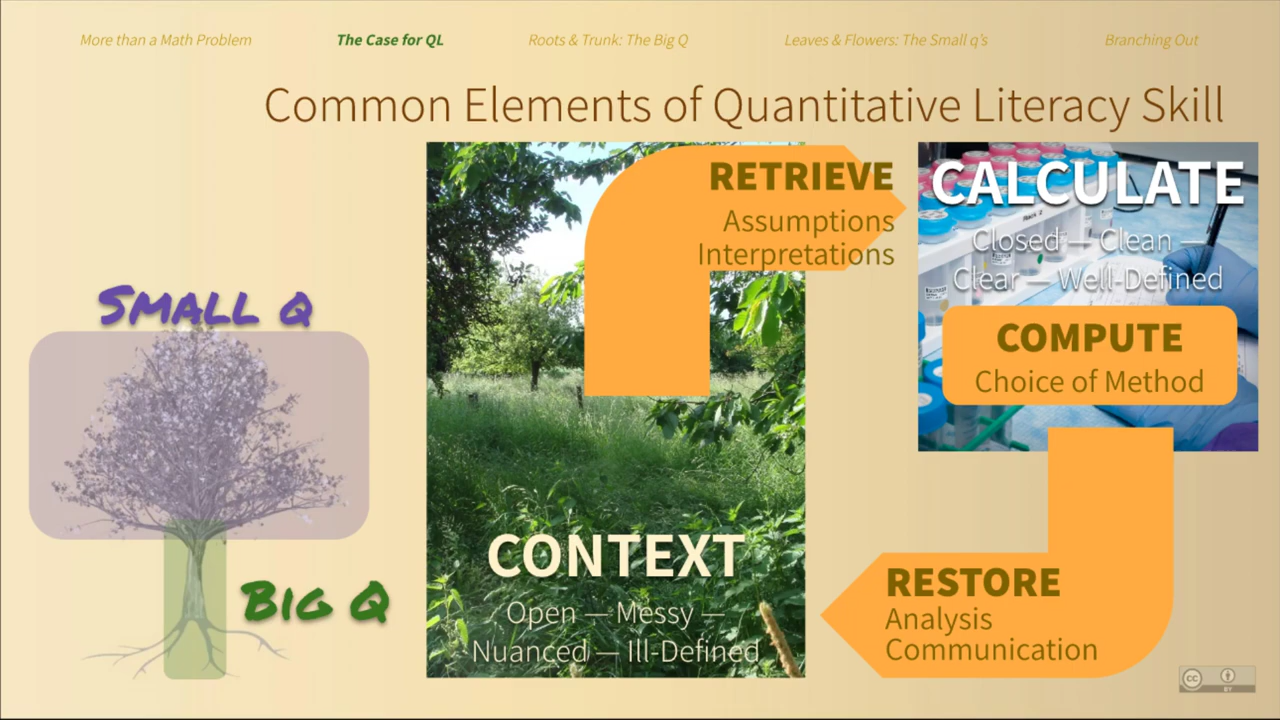 More than a Math Problem
The Case for QL
Roots & Trunk: The Big Q
Leaves & Flowers: The Small q's
Branching Out
Common Elements of Quantitative Literacy Skill
SMALL Q
BIG Q
RETRIEVE
Assumptions
Interpretations
CALCULATE
Closed — Clean —
Clear — Well-Defined
COMPUTE
Choice of Method
CONTEXT
Open — Messy —
Nuanced — Ill-Defined
RESTORE
Analysis
Communication
cc
BY